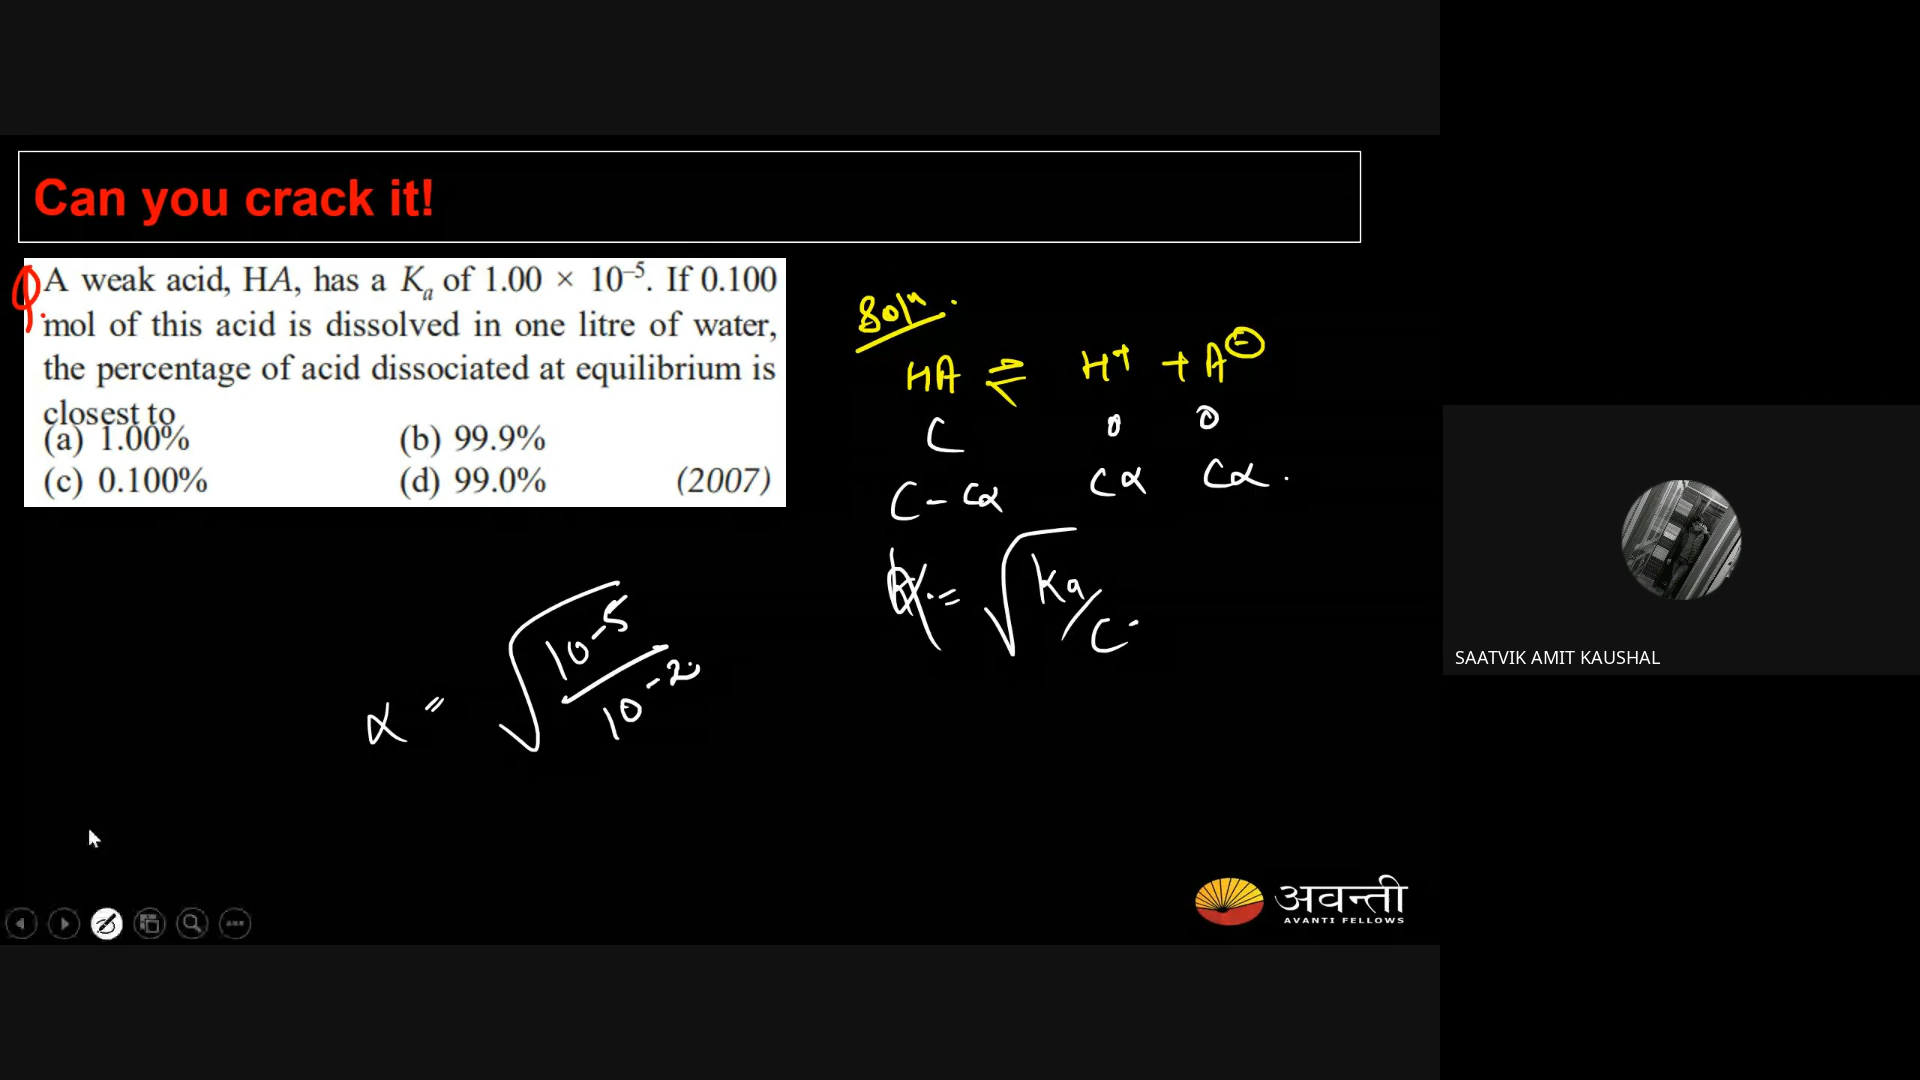 Can you crack it!
Q. A weak acid, HA, has a Ka of 1.00 × 10⁻⁵. If 0.100
mol of this acid is dissolved in one litre of water,
the percentage of acid dissociated at equilibrium is
closest to
(a) 1.00% (b) 99.9%
(c) 0.100% (d) 99.0% (2007)
Soln.
HA ⇌ H⁺ + A⊖
C 0 0
C - Cα Cα Cα.
α = √Ka/C
α = √10⁻⁵/10⁻²
SAATVIK AMIT KAUSHAL
अवन्ती
AVANTI FELLOWS